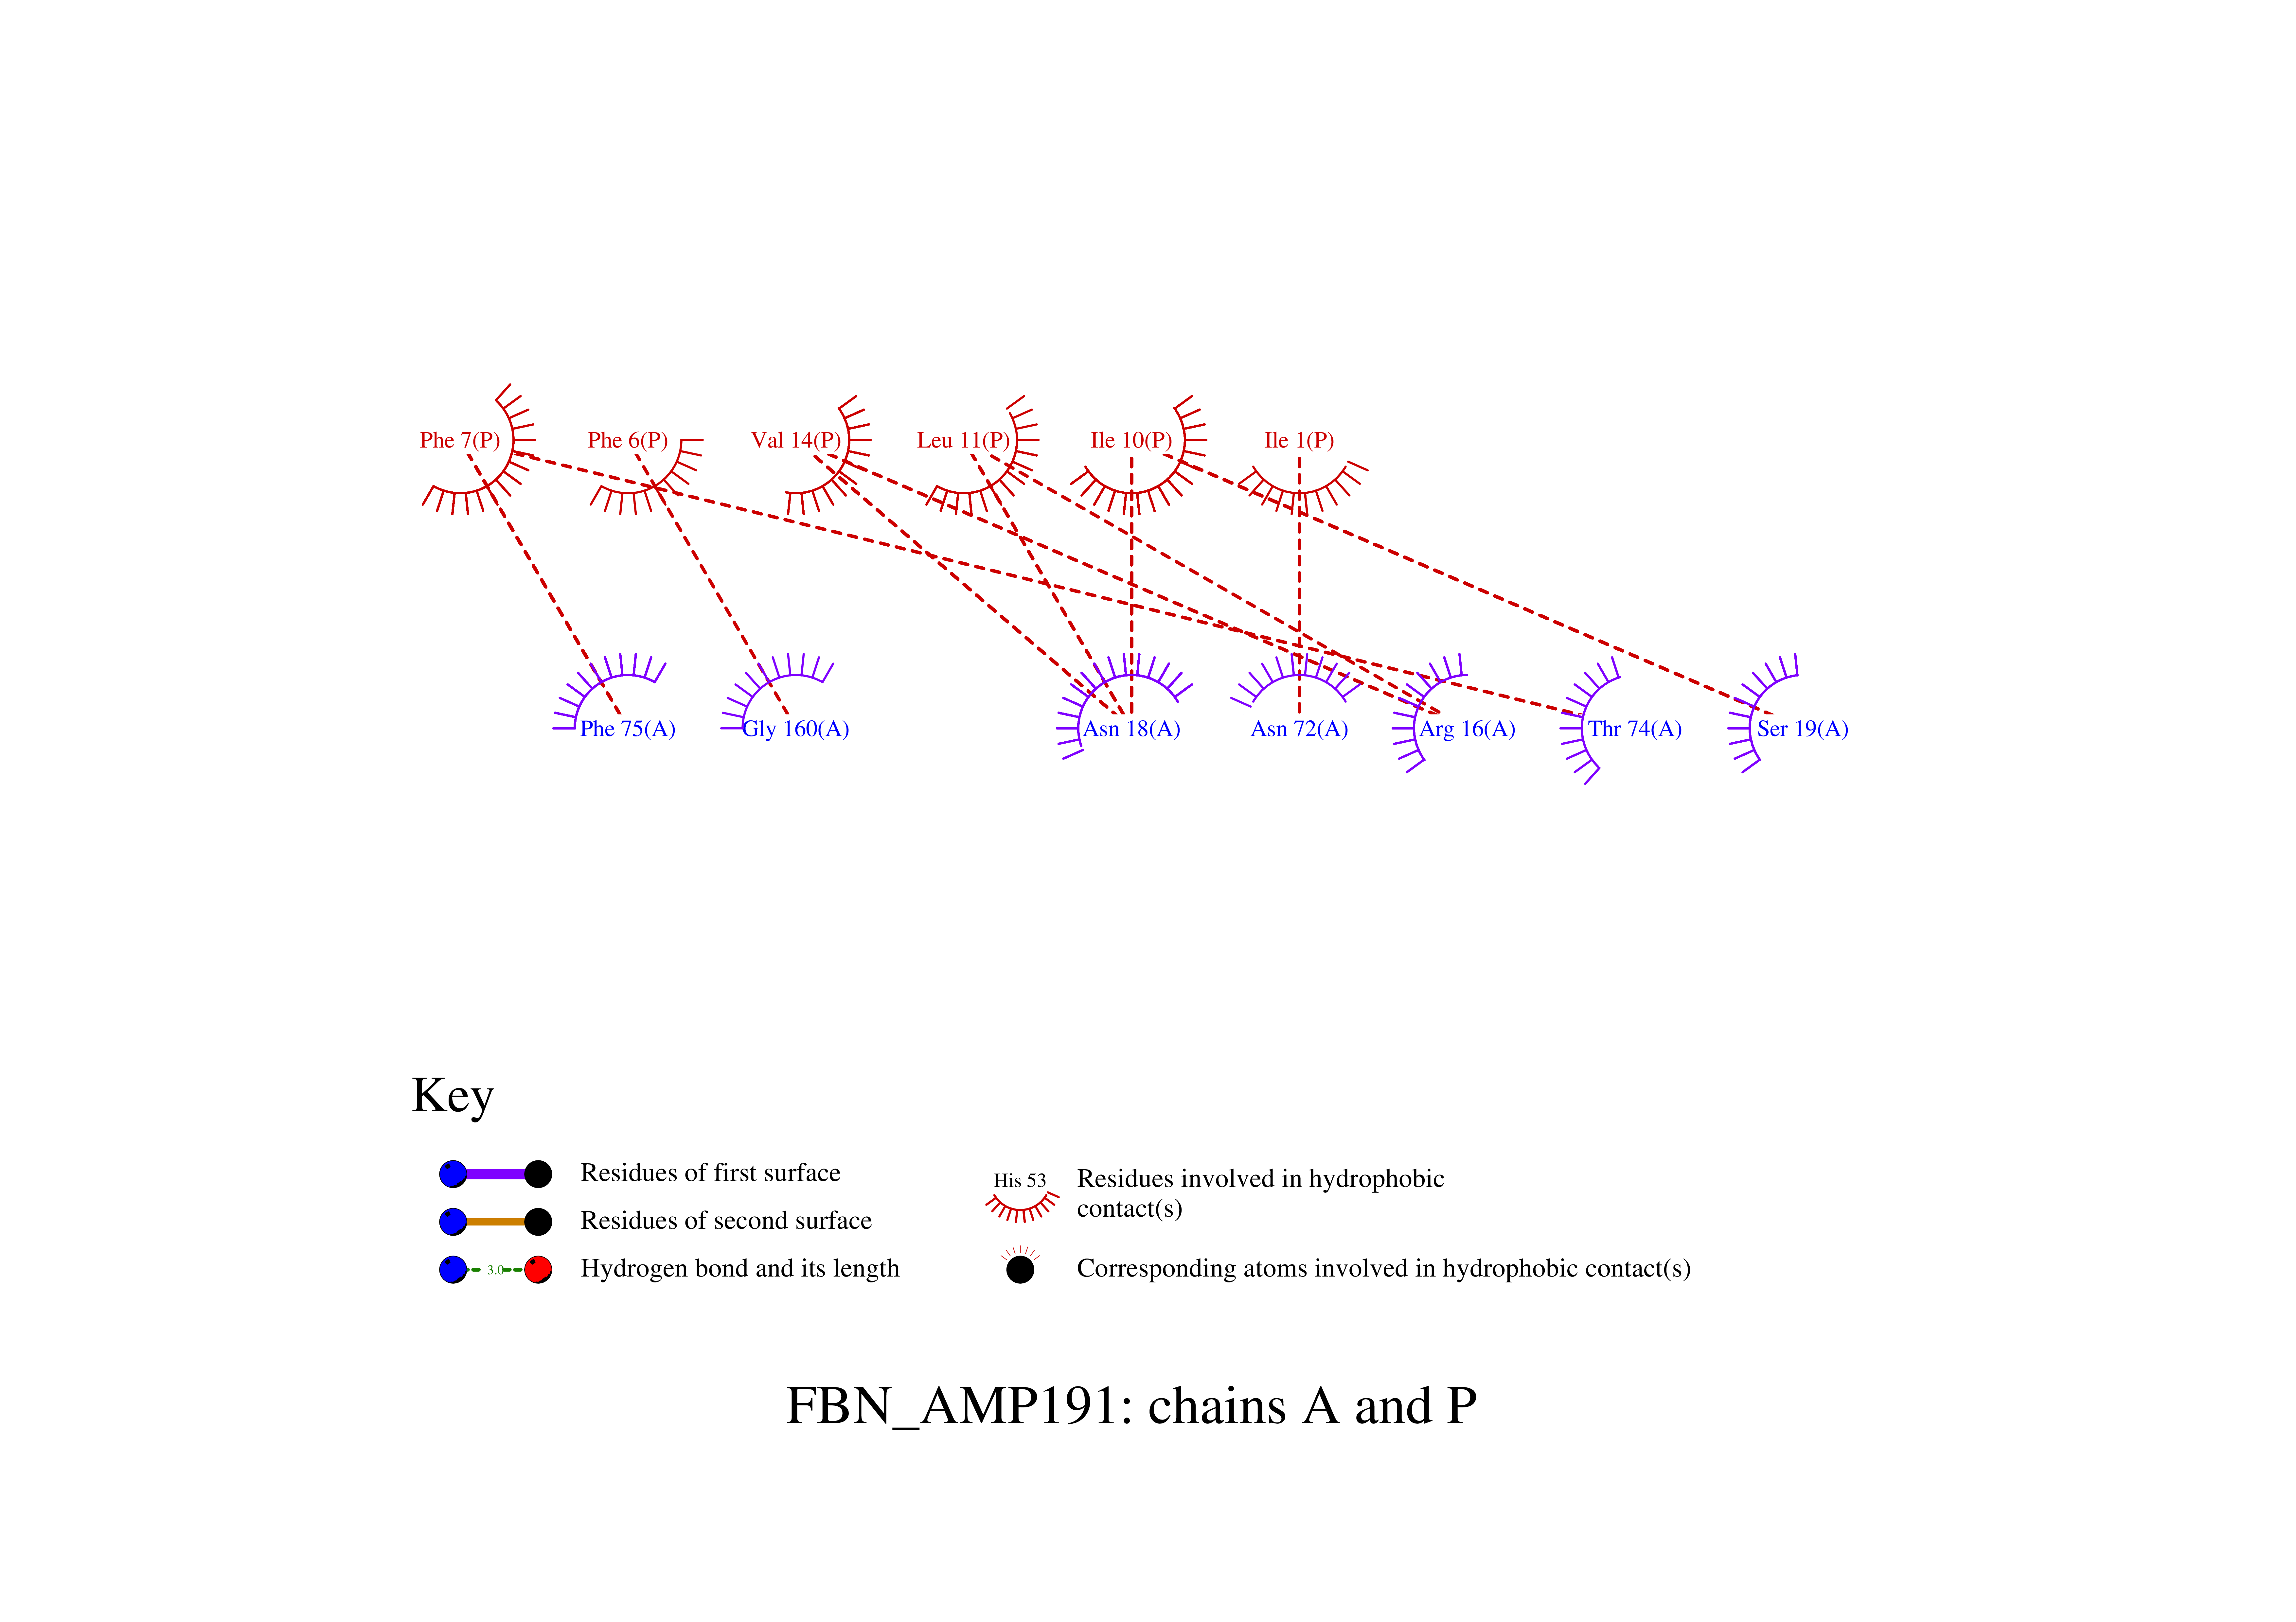 Phe 7(P) Phe 6(P) Val 14(P) Leu 11(P) Ile 10(P) Ile 1(P)
Phe 75(A) Gly 160(A) Asn 18(A) Asn 72(A) Arg 16(A) Thr 74(A) Ser 19(A)
Key
Residues of first surface
Residues of second surface
3.0 Hydrogen bond and its length
His 53 Residues involved in hydrophobic
contact(s)
Corresponding atoms involved in hydrophobic contact(s)
FBN_AMP191: chains A and P